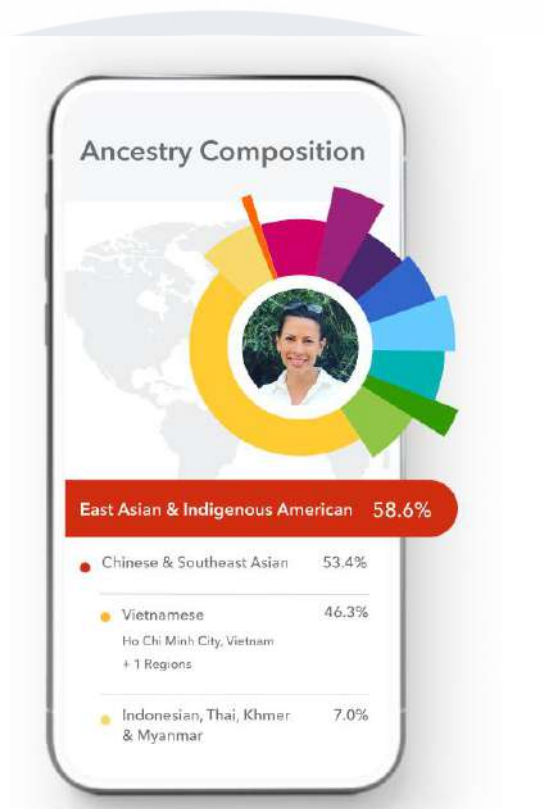 Ancestry Composition
East Asian & Indigenous American 58.6%
Chinese & Southeast Asian 53.4%
Vietnamese 46.3%
Ho Chi Minh City, Vietnam
+ 1 Regions
Indonesian, Thai, Khmer 7.0%
& Myanmar